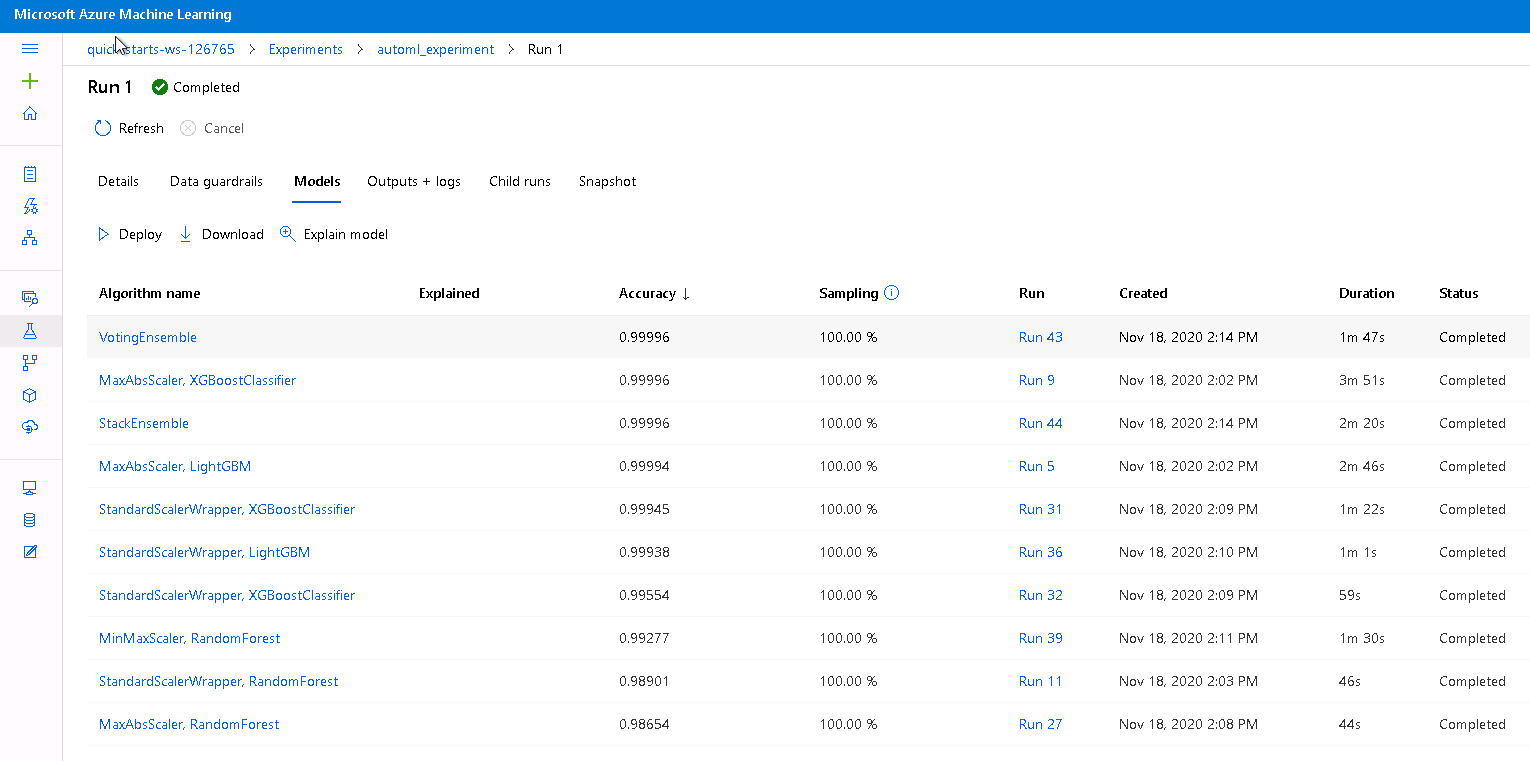 Microsoft Azure Machine Learning
quickstarts-ws-126765 > Experiments > automl_experiment > Run 1
Run 1 Completed
Refresh Cancel
Details Data guardrails Models Outputs + logs Child runs Snapshot
Deploy Download Explain model
Algorithm name Explained Accuracy ↓ Sampling Run Created Duration Status
VotingEnsemble 0.99996 100.00 % Run 43 Nov 18, 2020 2:14 PM 1m 47s Completed
MaxAbsScaler, XGBoostClassifier 0.99996 100.00 % Run 9 Nov 18, 2020 2:02 PM 3m 51s Completed
StackEnsemble 0.99996 100.00 % Run 44 Nov 18, 2020 2:14 PM 2m 20s Completed
MaxAbsScaler, LightGBM 0.99994 100.00 % Run 5 Nov 18, 2020 2:02 PM 2m 46s Completed
StandardScalerWrapper, XGBoostClassifier 0.99945 100.00 % Run 31 Nov 18, 2020 2:09 PM 1m 22s Completed
StandardScalerWrapper, LightGBM 0.99938 100.00 % Run 36 Nov 18, 2020 2:10 PM 1m 1s Completed
StandardScalerWrapper, XGBoostClassifier 0.99554 100.00 % Run 32 Nov 18, 2020 2:09 PM 59s Completed
MinMaxScaler, RandomForest 0.99277 100.00 % Run 39 Nov 18, 2020 2:11 PM 1m 30s Completed
StandardScalerWrapper, RandomForest 0.98901 100.00 % Run 11 Nov 18, 2020 2:03 PM 46s Completed
MaxAbsScaler, RandomForest 0.98654 100.00 % Run 27 Nov 18, 2020 2:08 PM 44s Completed